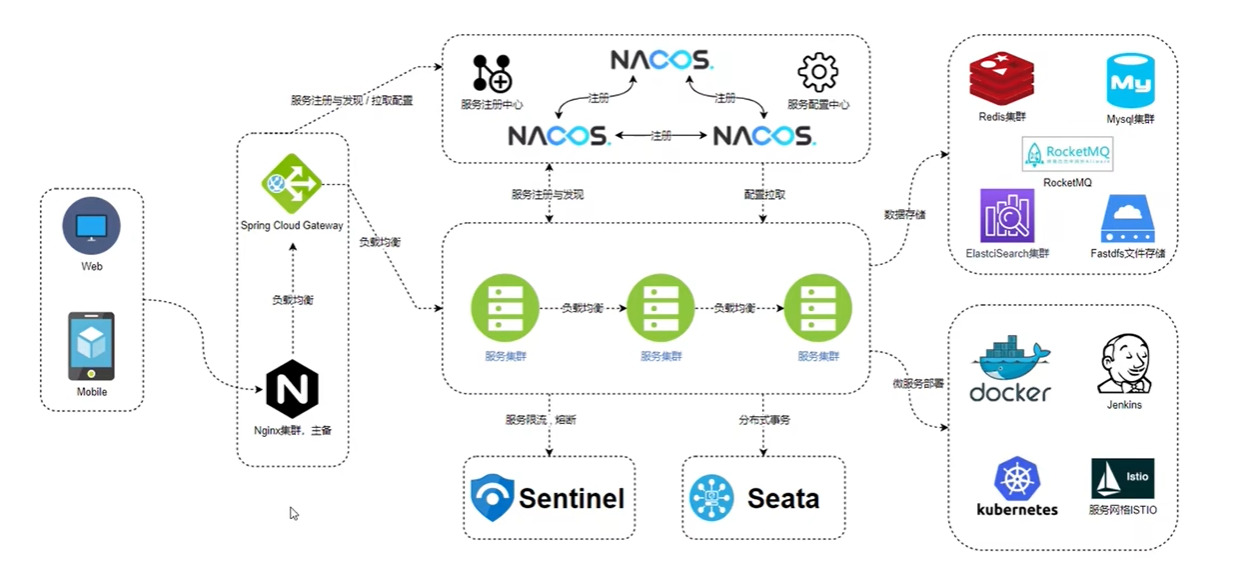 Web
Mobile
服务注册与发现 / 拉取配置
Spring Cloud Gateway
负载均衡
Nginx集群，主备
负载均衡
NACOS.
服务注册中心
服务配置中心
注册
注册
NACOS.
注册
NACOS.
服务注册与发现
配置拉取
负载均衡
负载均衡
服务集群
服务集群
服务集群
服务限流，熔断
分布式事务
Sentinel
Seata
数据存储
Redis集群
My
Mysql集群
RocketMQ
RocketMQ
ElastciSearch集群
Fastdfs文件存储
微服务部署
docker
Jenkins
kubernetes
Istio
服务网格ISTIO